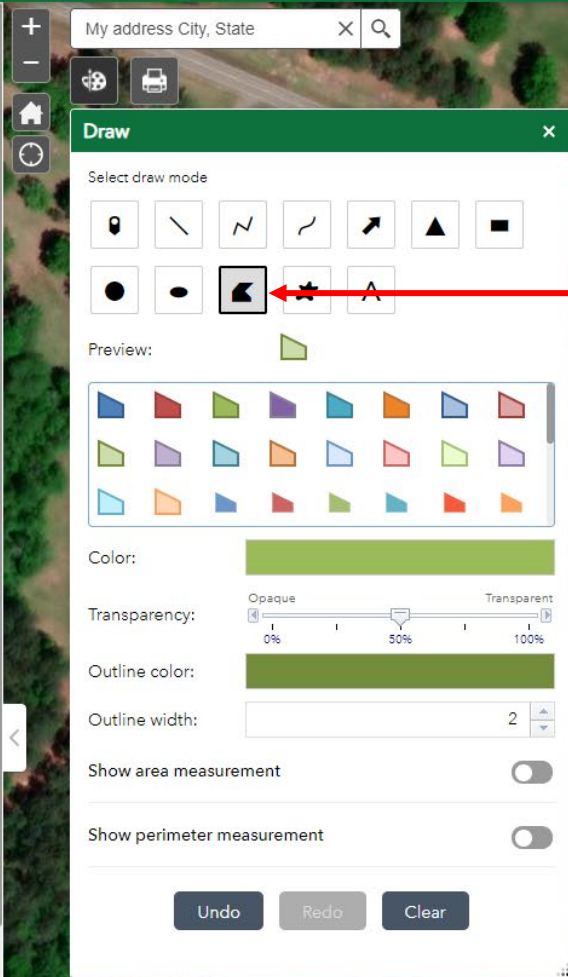 My address City, State
Draw
Select draw mode
A
Preview:
Color:
Opaque Transparent
Transparency:
0% 50% 100%
Outline color:
Outline width: 2
Show area measurement
Show perimeter measurement
Undo Redo Clear